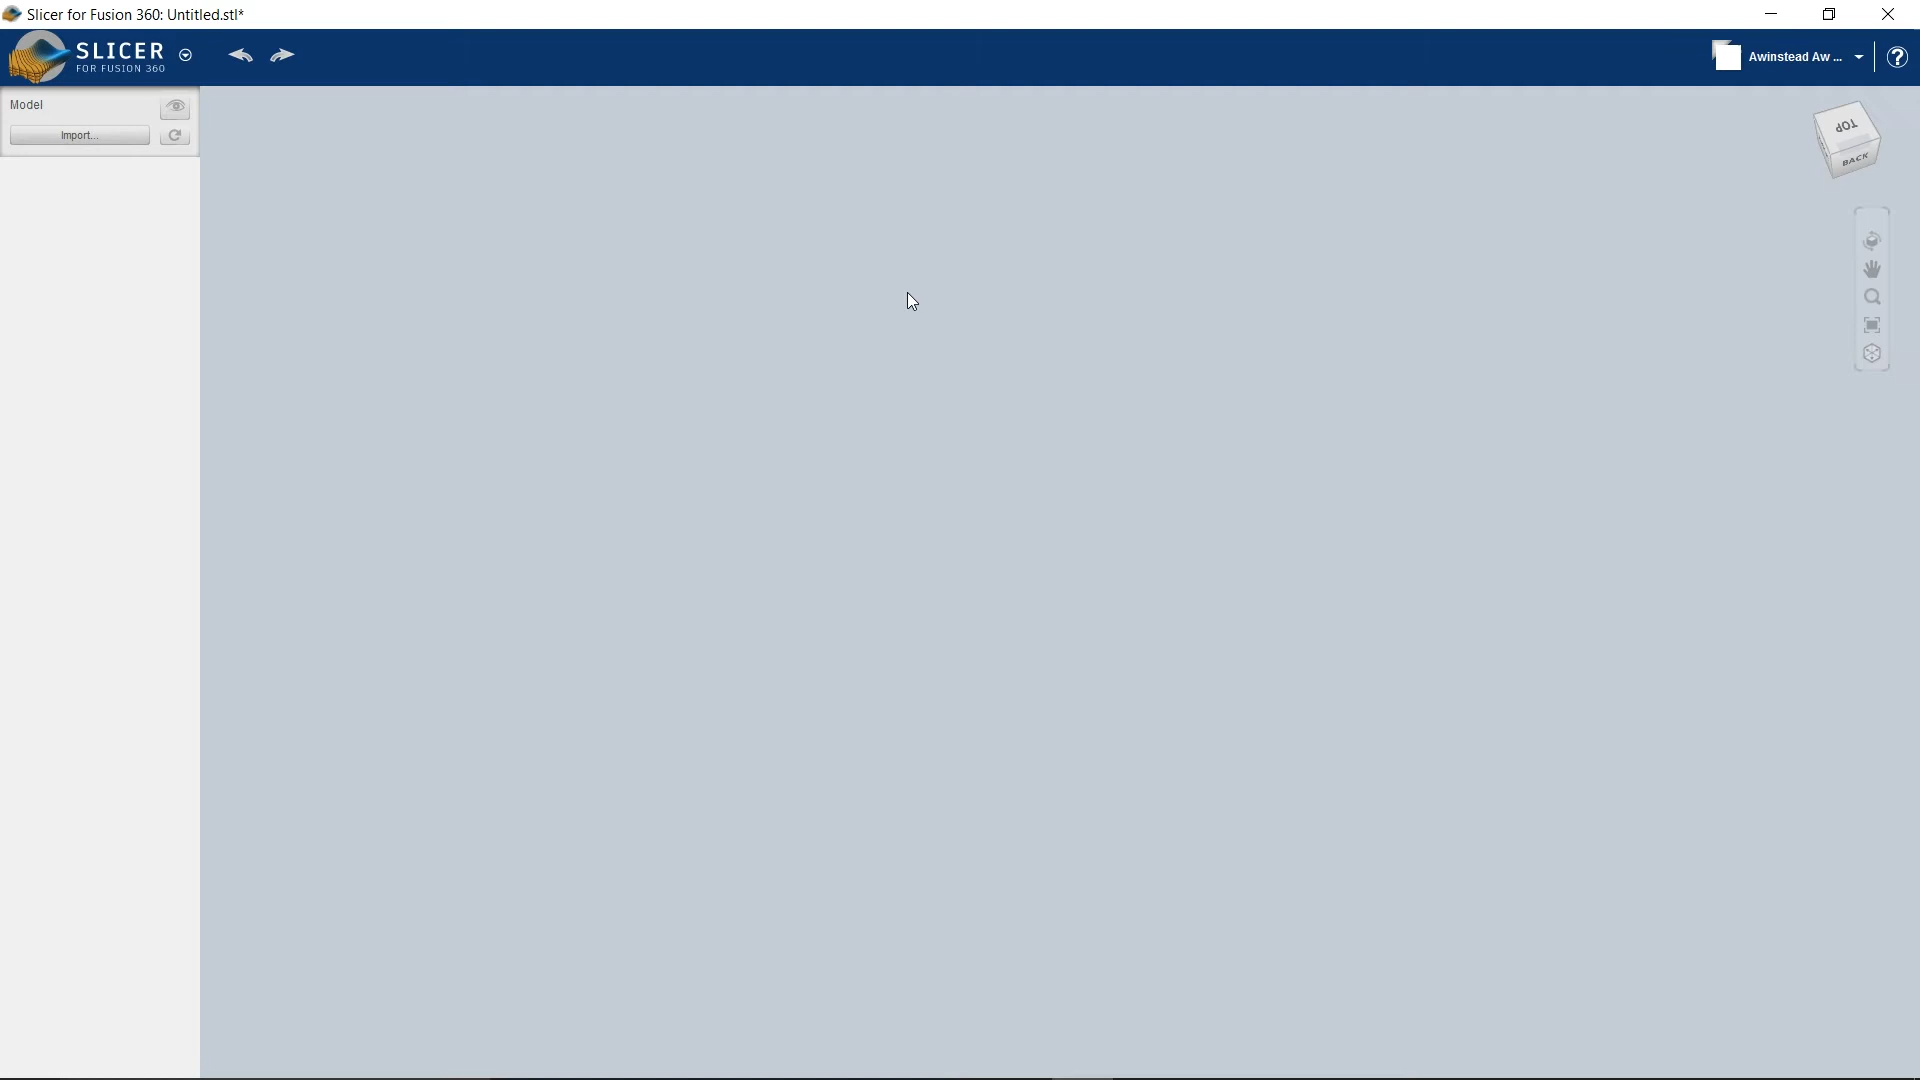 Slicer for Fusion 360: Untitled.stl*
SLICER
FOR FUSION 360
Awinstead Aw ...
Model
Import...
TOP
BACK